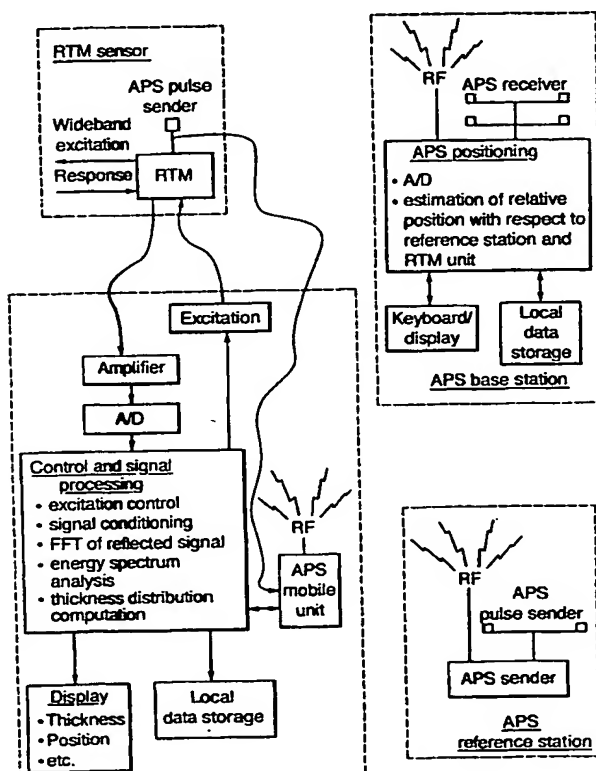 RTM sensor
APS pulse
sender
Wideband
excitation
Response
RTM
Excitation
Amplifier
A/D
Control and signal
processing
• excitation control
• signal conditioning
• FFT of reflected signal
• energy spectrum
analysis
• thickness distribution
computation
RF
APS
mobile
unit
Display
• Thickness
• Position
• etc.
Local
data storage
RF
APS receiver
APS positioning
• A/D
• estimation of relative
position with respect to
reference station and
RTM unit
Keyboard/
display
Local
data
storage
APS base station
RF
APS
pulse sender
APS sender
APS
reference station